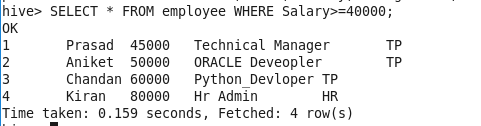 hive> SELECT * FROM employee WHERE Salary>=40000;
OK
1 Prasad 45000 Technical Manager TP
2 Aniket 50000 ORACLE Deveopler TP
3 Chandan 60000 Python_Devloper TP
4 Kiran 80000 Hr Admin HR
Time taken: 0.159 seconds, Fetched: 4 row(s)